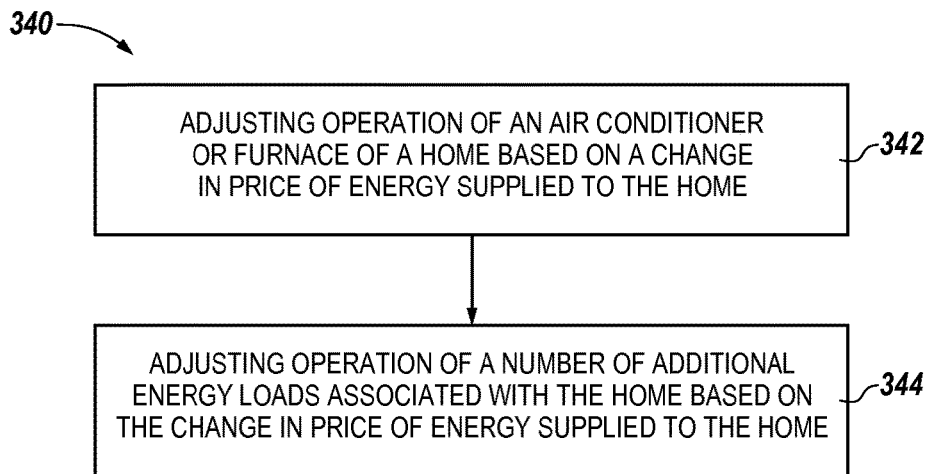 340
ADJUSTING OPERATION OF AN AIR CONDITIONER
OR FURNACE OF A HOME BASED ON A CHANGE
IN PRICE OF ENERGY SUPPLIED TO THE HOME
342
ADJUSTING OPERATION OF A NUMBER OF ADDITIONAL
ENERGY LOADS ASSOCIATED WITH THE HOME BASED ON
THE CHANGE IN PRICE OF ENERGY SUPPLIED TO THE HOME
344